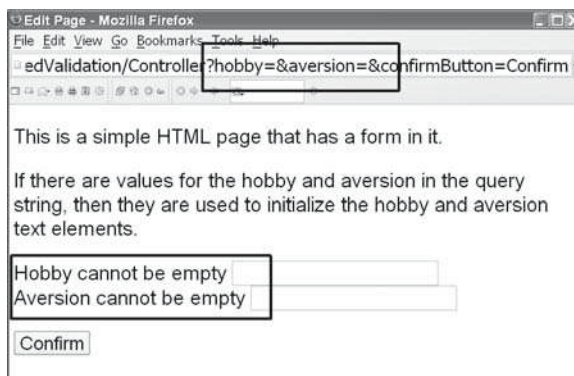 Edit Page - Mozilla Firefox
File Edit View Go Bookmarks Tools Help
edValidation/Controller?hobby=&aversion=&confirmButton=Confirm
This is a simple HTML page that has a form in it.
If there are values for the hobby and aversion in the query
string, then they are used to initialize the hobby and aversion
text elements.
Hobby cannot be empty
Aversion cannot be empty
Confirm